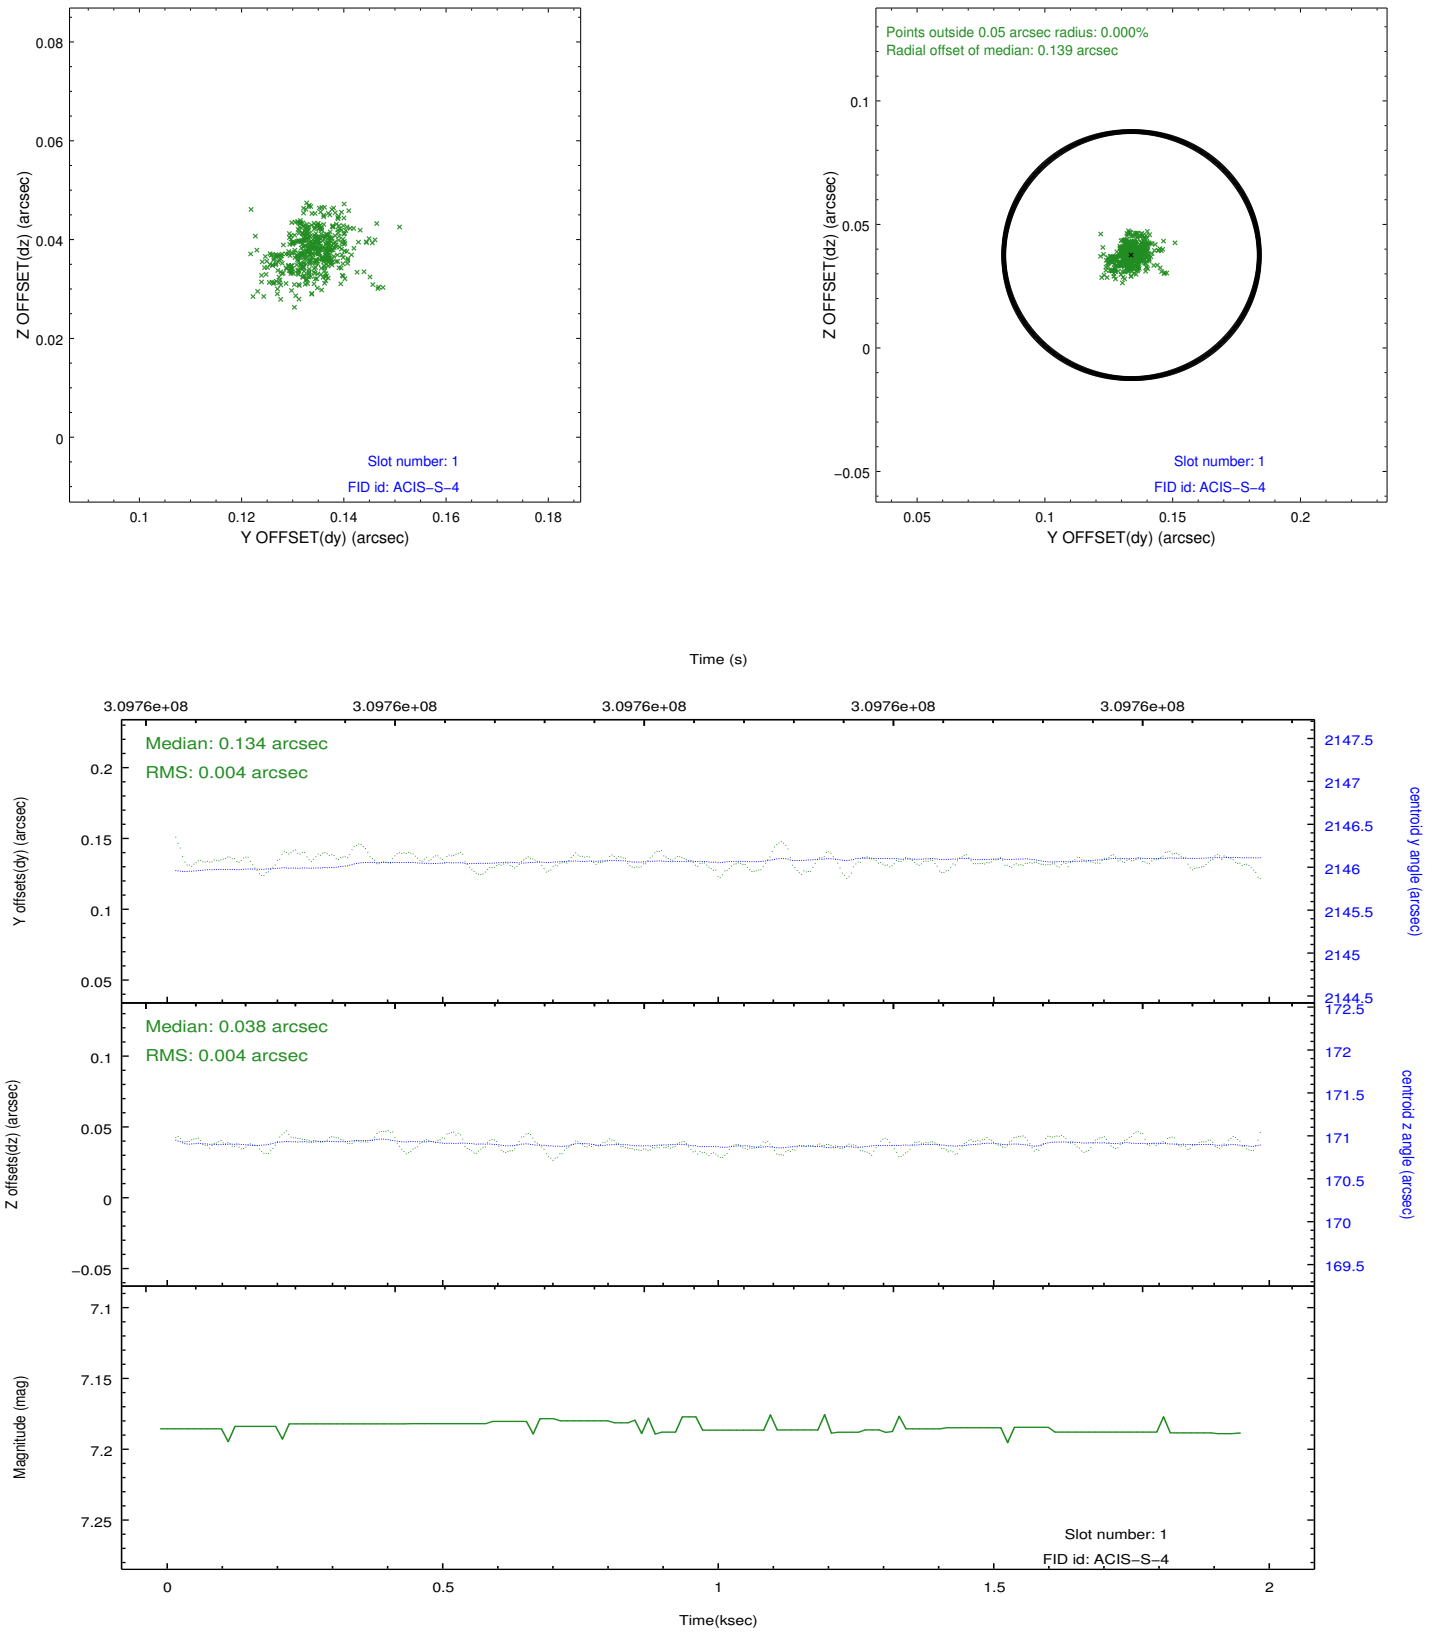 0.08
0.06
0.04
0.02
0
Z OFFSET(dz) (arcsec)
Slot number: 1
FID id: ACIS−S−4
0.1 0.12 0.14 0.16 0.18
Y OFFSET(dy) (arcsec)
Points outside 0.05 arcsec radius: 0.000%
Radial offset of median: 0.139 arcsec
0.1
0.05
0
−0.05
Z OFFSET(dz) (arcsec)
Slot number: 1
FID id: ACIS−S−4
0.05 0.1 0.15 0.2
Y OFFSET(dy) (arcsec)
Time (s)
3.0976e+08 3.0976e+08 3.0976e+08 3.0976e+08 3.0976e+08
Median: 0.134 arcsec
RMS: 0.004 arcsec
0.2
0.15
0.1
0.05
Y offsets(dy) (arcsec)
2147.5
2147
2146.5
2146
2145.5
2145
2144.5
centroid y angle (arcsec)
Median: 0.038 arcsec
RMS: 0.004 arcsec
0.1
0.05
0
−0.05
Z offsets(dz) (arcsec)
172.5
172
171.5
171
170.5
170
169.5
centroid z angle (arcsec)
7.1
7.15
7.2
7.25
Magnitude (mag)
Slot number: 1
FID id: ACIS−S−4
0 0.5 1 1.5 2
Time(ksec)